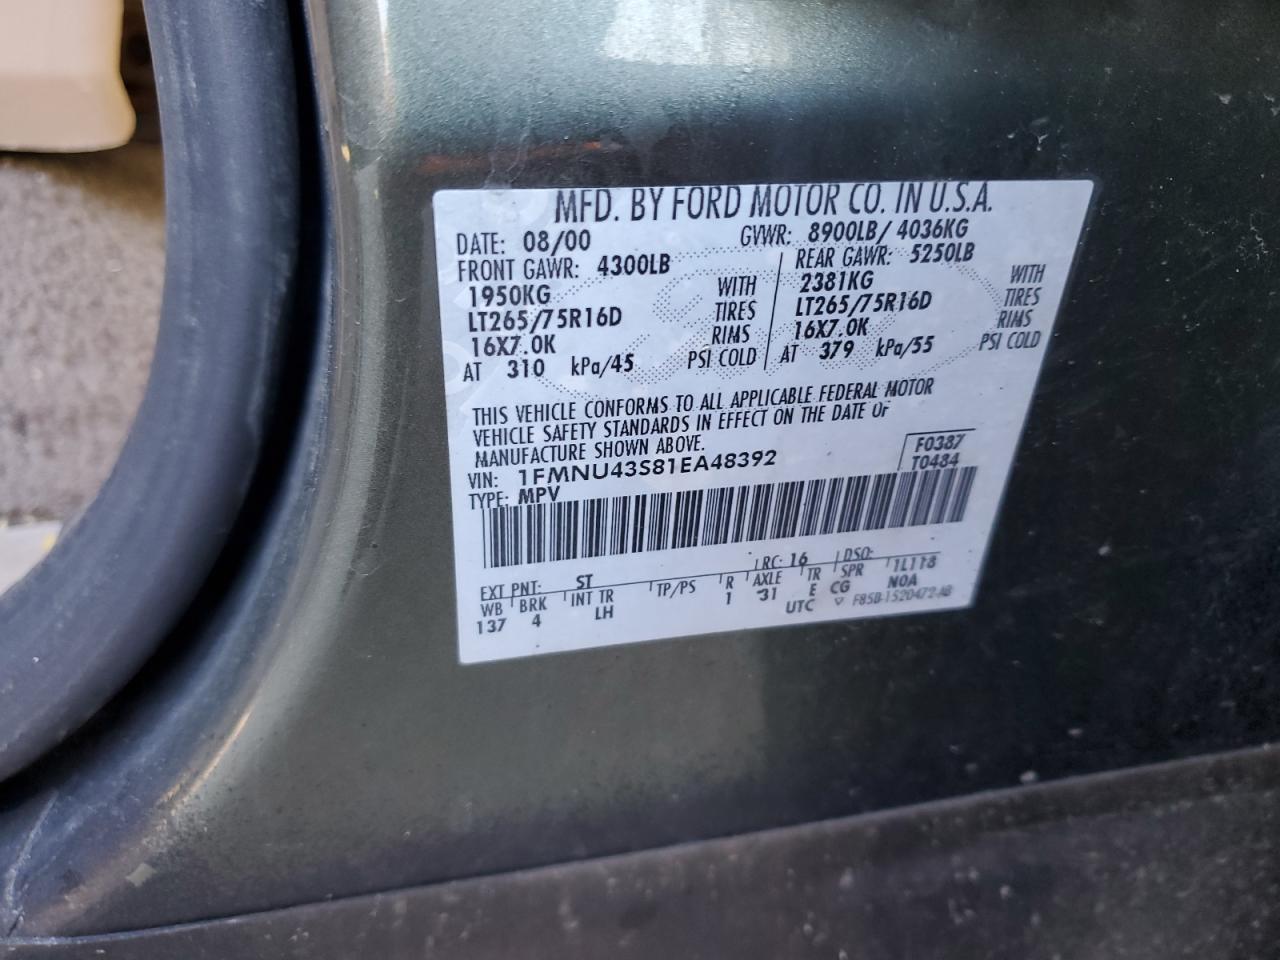 MFD. BY FORD MOTOR CO. IN U.S.A.
DATE: 08/00 GVWR: 8900LB/ 4036KG
FRONT GAWR: 4300LB REAR GAWR: 5250LB
1950KG WITH 2381KG WITH
LT265/75R16D TIRES LT265/75R16D TIRES
16X7.0K RIMS 16X7.0K RIMS
AT 310 kPa/45 PSI COLD AT 379 kPa/55 PSI COLD
THIS VEHICLE CONFORMS TO ALL APPLICABLE FEDERAL MOTOR
VEHICLE SAFETY STANDARDS IN EFFECT ON THE DATE OF
MANUFACTURE SHOWN ABOVE.
VIN: 1FMNU43S81EA48392 F0387
TYPE: MPV T0484
EXT PNT: ST RC: 16 DSO: 1L118
WB BRK INT TR TP/PS R AXLE TR SPR N0A
137 4 LH 1 31 E CG
UTC F85B-1520472-AB